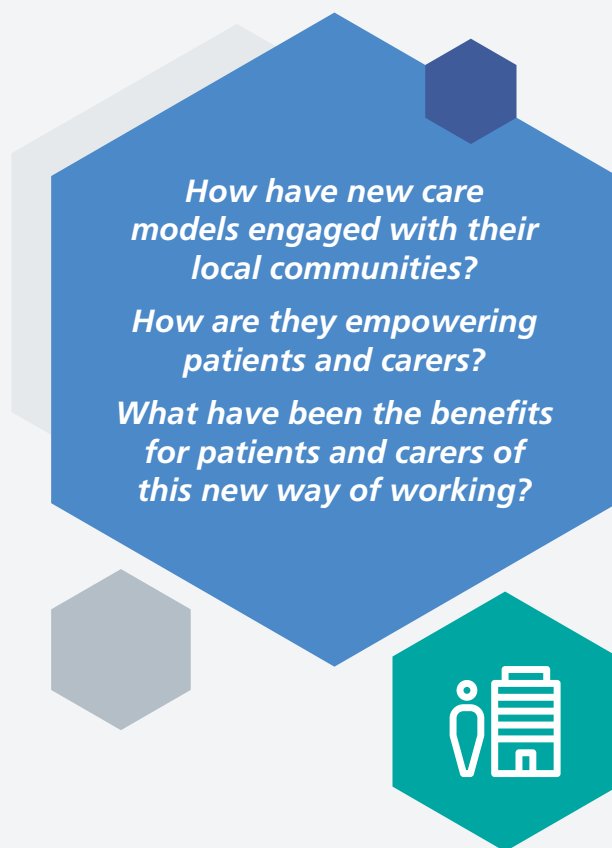 How have new care
models engaged with their
local communities?
How are they empowering
patients and carers?
What have been the benefits
for patients and carers of
this new way of working?